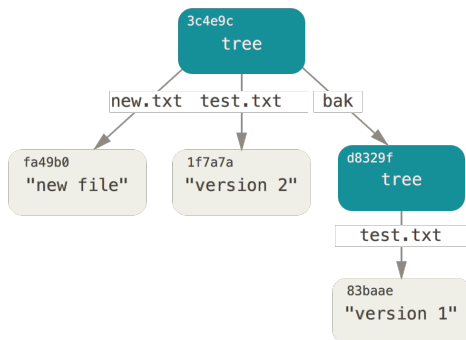 3c4e9c
tree
new.txt test.txt bak
fa49b0
"new file"
1f7a7a
"version 2"
d8329f
tree
test.txt
83baae
"version 1"